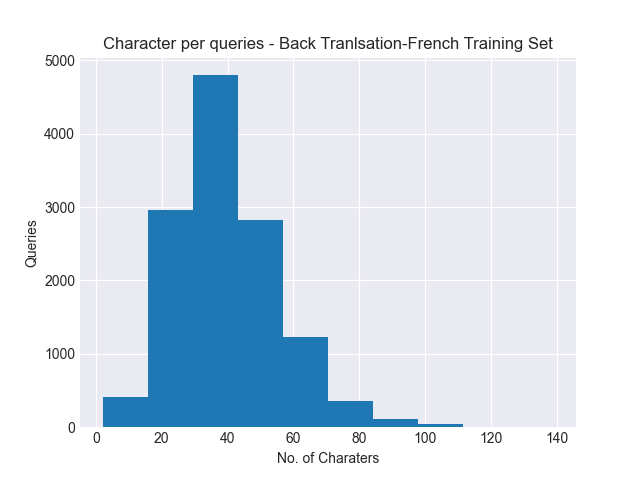 Character per queries - Back Tranlsation-French Training Set
5000
4000
3000
2000
1000
0
Queries
0 20 40 60 80 100 120 140
No. of Charaters